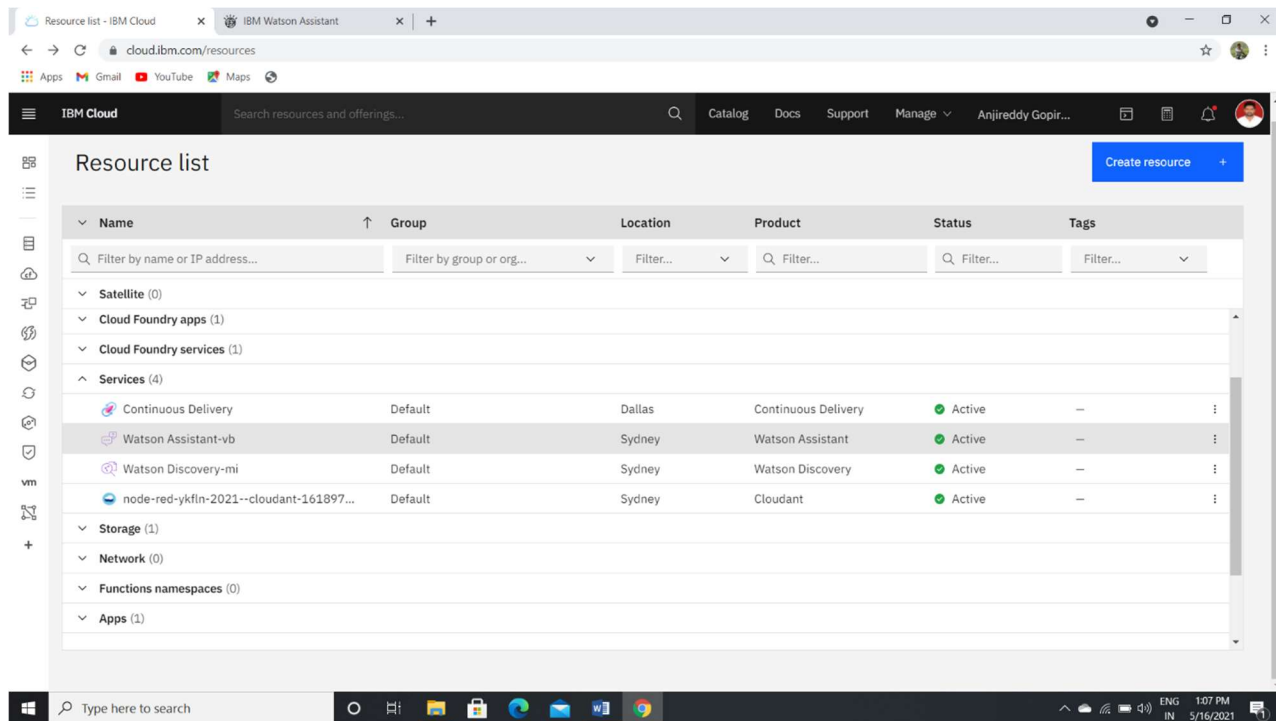 Resource list - IBM Cloud IBM Watson Assistant
cloud.ibm.com/resources
Apps Gmail YouTube Maps
IBM Cloud Search resources and offerings... Catalog Docs Support Manage Anjireddy Gopir...
Resource list Create resource +
Name Group Location Product Status Tags
Filter by name or IP address... Filter by group or org... Filter... Filter... Filter... Filter...
Satellite (0)
Cloud Foundry apps (1)
Cloud Foundry services (1)
Services (4)
Continuous Delivery Default Dallas Continuous Delivery Active —
Watson Assistant-vb Default Sydney Watson Assistant Active —
Watson Discovery-mi Default Sydney Watson Discovery Active —
vm
node-red-ykfln-2021--cloudant-161897... Default Sydney Cloudant Active —
Storage (1)
Network (0)
Functions namespaces (0)
Apps (1)
Type here to search ENG 1:07 PM
IN 5/16/2021